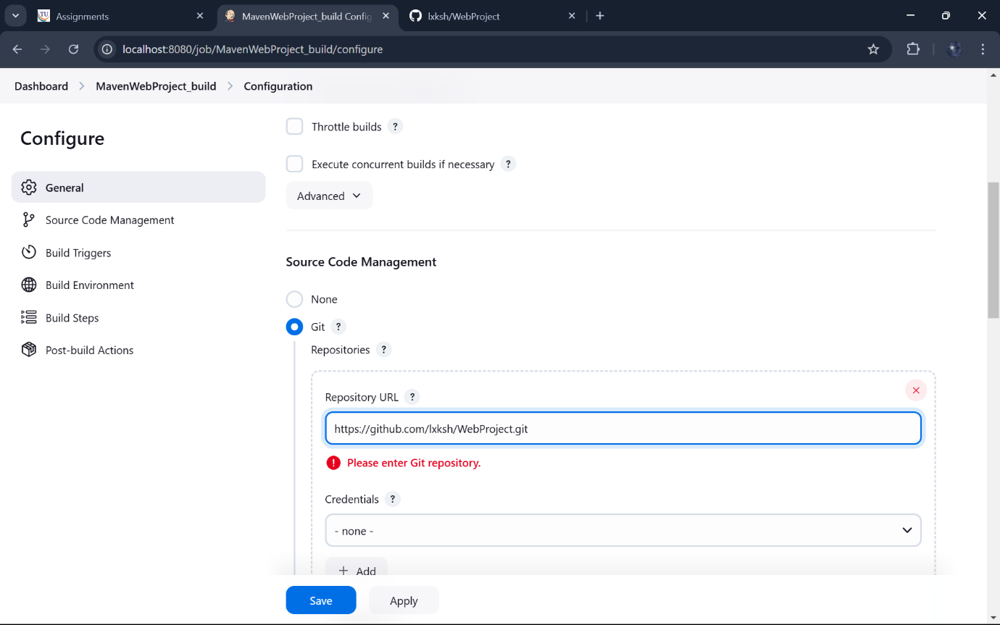 Assignments
MavenWebProject_build Config
lxksh/WebProject
localhost:8080/job/MavenWebProject_build/configure
Dashboard > MavenWebProject_build > Configuration
Configure
General
Source Code Management
Build Triggers
Build Environment
Build Steps
Post-build Actions
Throttle builds ?
Execute concurrent builds if necessary ?
Advanced
Source Code Management
None
Git ?
Repositories ?
Repository URL ?
https://github.com/lxksh/WebProject.git
! Please enter Git repository.
Credentials ?
- none -
+ Add
Save
Apply